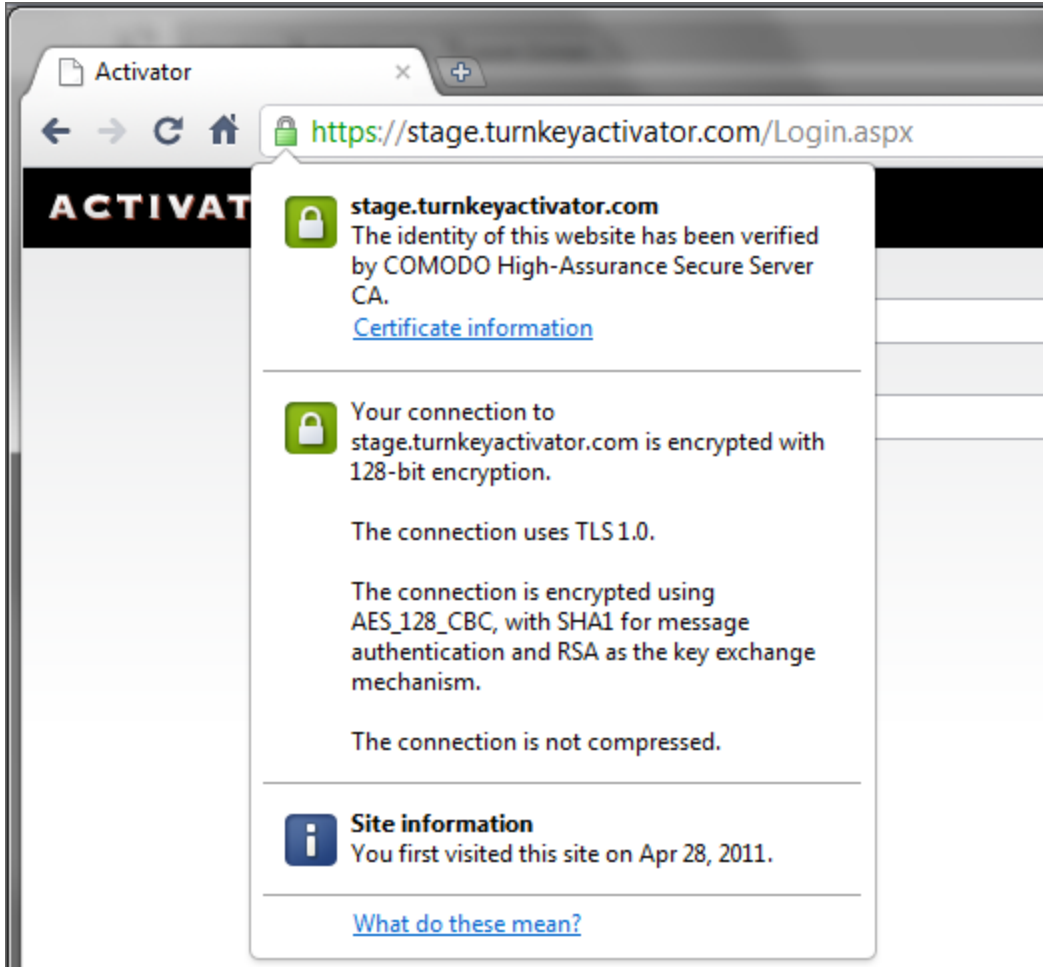 Activator
https://stage.turnkeyactivator.com/Login.aspx
ACTIVAT
stage.turnkeyactivator.com
The identity of this website has been verified
by COMODO High-Assurance Secure Server
CA.
Certificate information
Your connection to
stage.turnkeyactivator.com is encrypted with
128-bit encryption.
The connection uses TLS 1.0.
The connection is encrypted using
AES_128_CBC, with SHA1 for message
authentication and RSA as the key exchange
mechanism.
The connection is not compressed.
Site information
You first visited this site on Apr 28, 2011.
What do these mean?